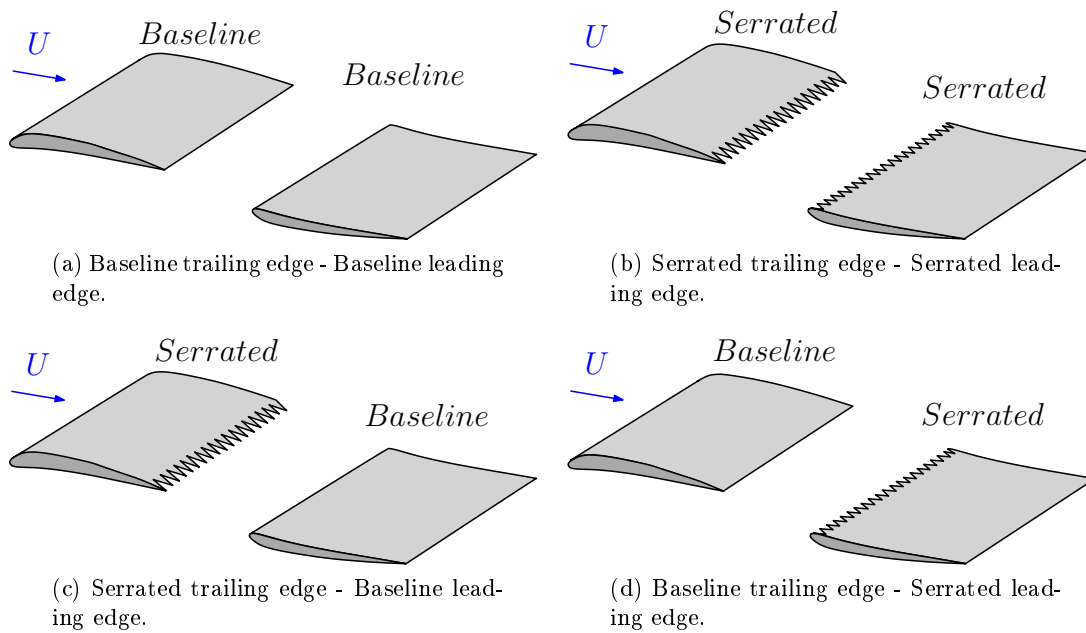 U
Baseline
Baseline
(a) Baseline trailing edge - Baseline leading
edge.
U
Serrated
Serrated
(b) Serrated trailing edge - Serrated lead-
ing edge.
U
Serrated
Baseline
(c) Serrated trailing edge - Baseline lead-
ing edge.
U
Baseline
Serrated
(d) Baseline trailing edge - Serrated lead-
ing edge.